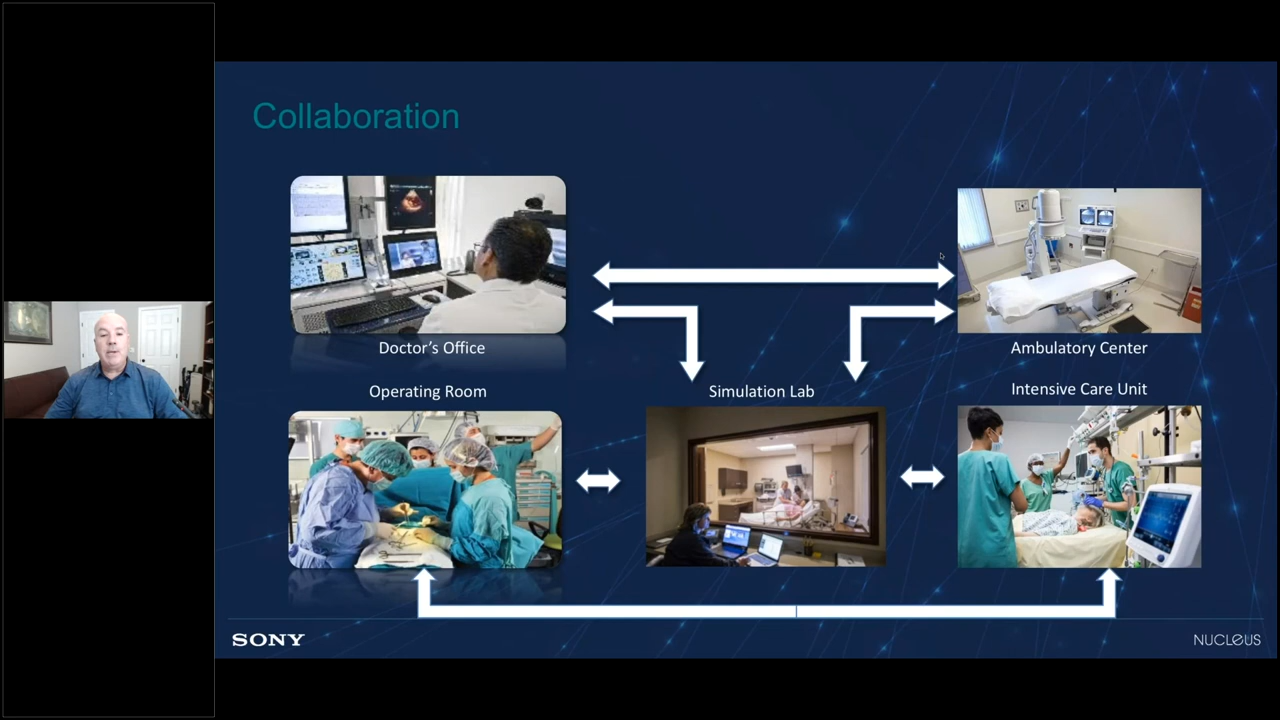 Collaboration
Doctor's Office
Ambulatory Center
Operating Room
Simulation Lab
Intensive Care Unit
SONY
NUCLEUS